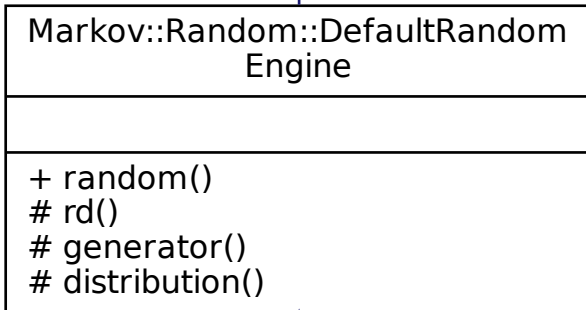 Markov::Random::DefaultRandom
Engine
+ random()
# rd()
# generator()
# distribution()